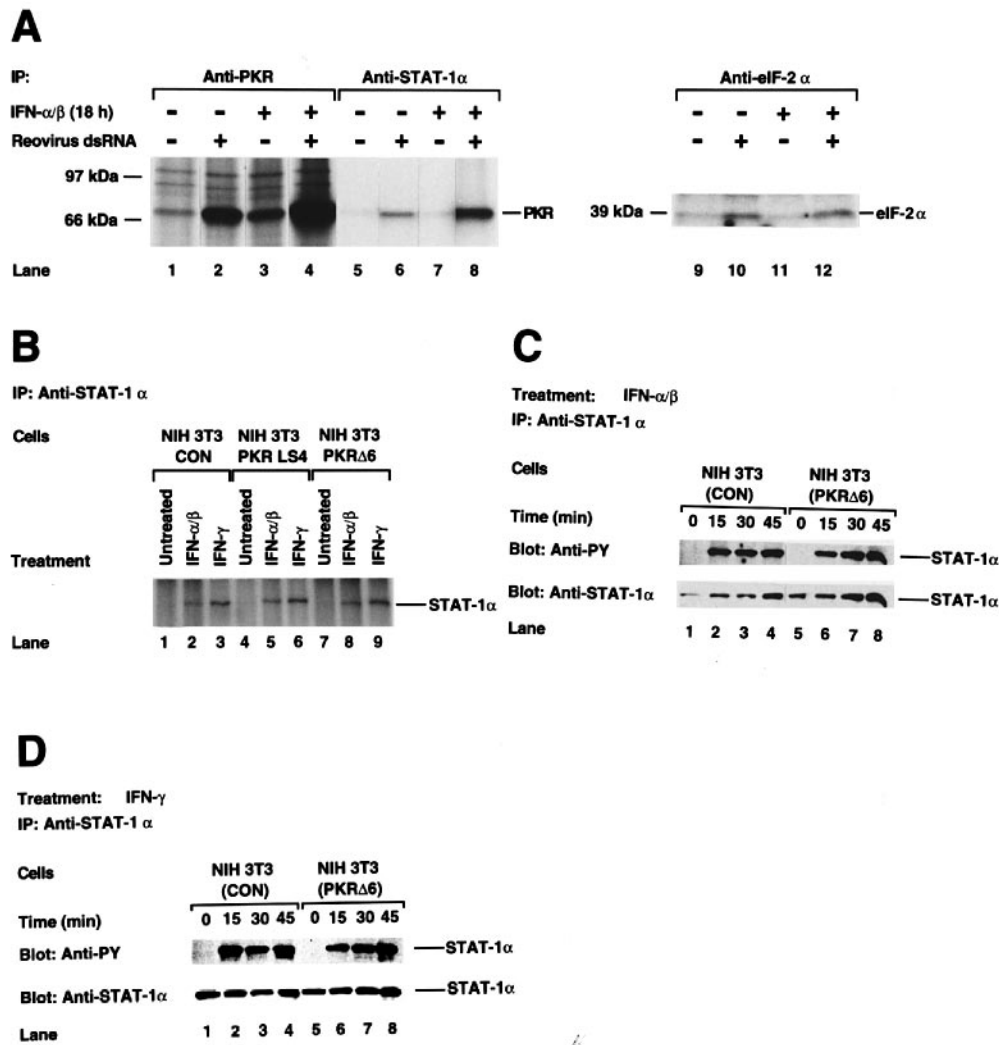 A
IP: Anti-PKR Anti-STAT-1α Anti-eIF-2 α
IFN-α/β (18 h) - - + + - - + + - - + +
Reovirus dsRNA - + - + - + - + - + - +
97 kDa
66 kDa PKR 39 kDa eIF-2 α
Lane 1 2 3 4 5 6 7 8 9 10 11 12
B
IP: Anti-STAT-1 α
Cells NIH 3T3 NIH 3T3 NIH 3T3
CON PKR LS4 PKRΔ6
Treatment Untreated IFN-α/β IFN-γ Untreated IFN-α/β IFN-γ Untreated IFN-α/β IFN-γ
STAT-1α
Lane 1 2 3 4 5 6 7 8 9
C
Treatment: IFN-α/β
IP: Anti-STAT-1 α
Cells NIH 3T3 NIH 3T3
(CON) (PKRΔ6)
Time (min) 0 15 30 45 0 15 30 45
Blot: Anti-PY STAT-1α
Blot: Anti-STAT-1α STAT-1α
Lane 1 2 3 4 5 6 7 8
D
Treatment: IFN-γ
IP: Anti-STAT-1 α
Cells NIH 3T3 NIH 3T3
(CON) (PKRΔ6)
Time (min) 0 15 30 45 0 15 30 45
Blot: Anti-PY STAT-1α
Blot: Anti-STAT-1α STAT-1α
Lane 1 2 3 4 5 6 7 8